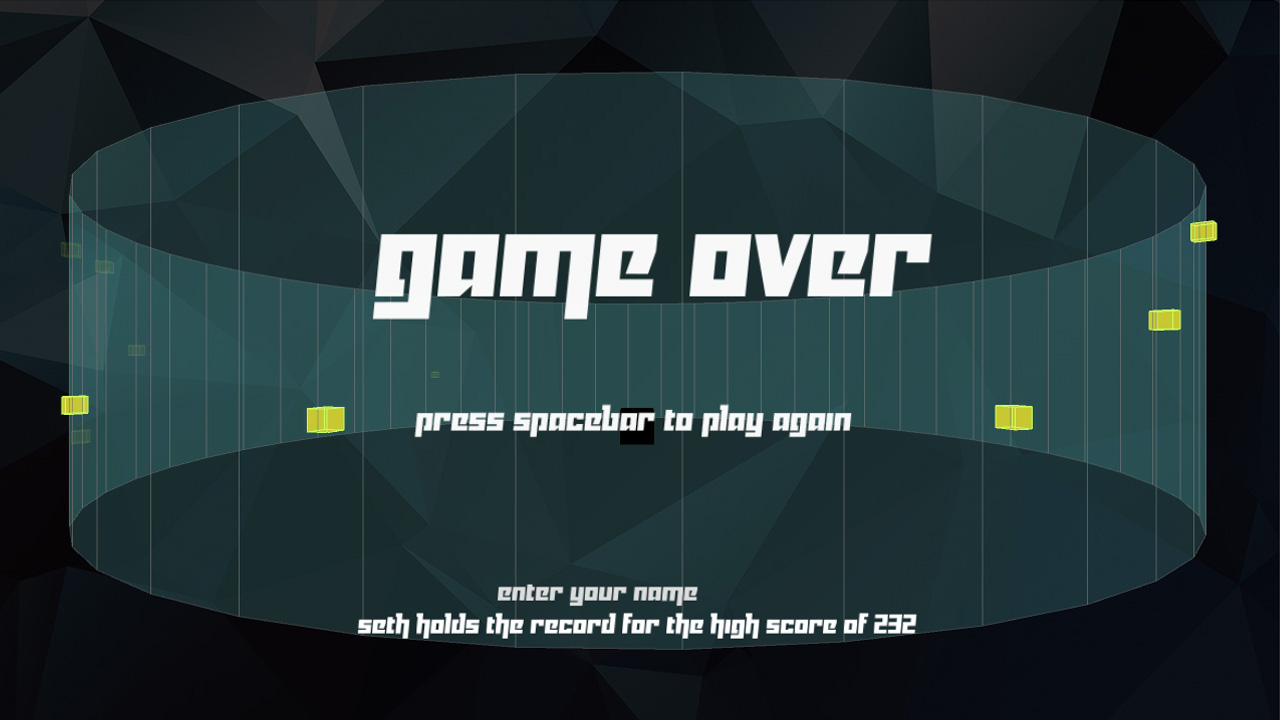 game over
press spacebar to play again
enter your name
seth holds the record for the high score of 232